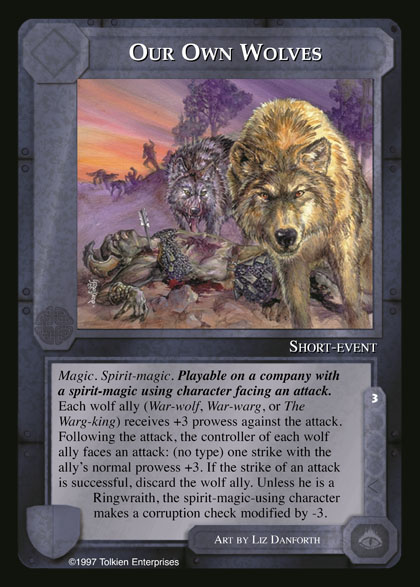 Our Own Wolves
Short-event
Magic. Spirit-magic. Playable on a company with
a spirit-magic using character facing an attack.
Each wolf ally (War-wolf, War-warg, or The
Warg-king) receives +3 prowess against the attack.
Following the attack, the controller of each wolf
ally faces an attack: (no type) one strike with the
ally's normal prowess +3. If the strike of an attack
is successful, discard the wolf ally. Unless he is a
Ringwraith, the spirit-magic-using character
makes a corruption check modified by -3.
3
Art by Liz Danforth
©1997 Tolkien Enterprises